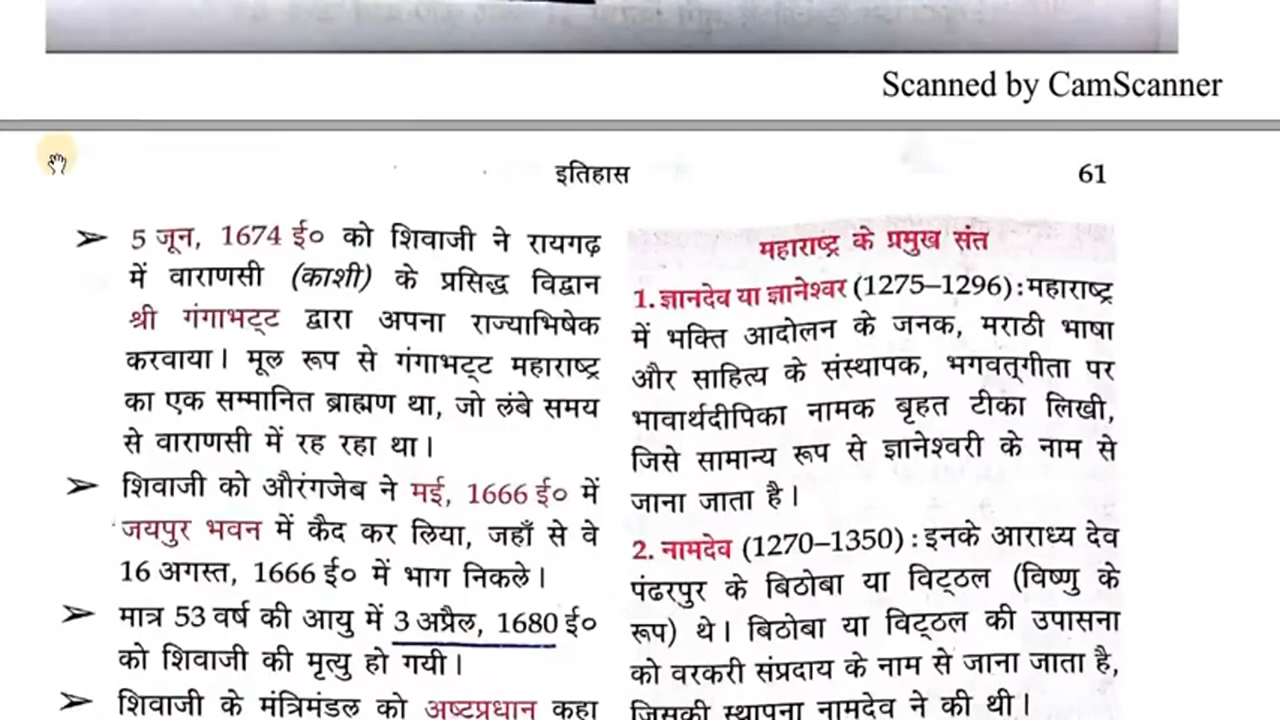 Scanned by CamScanner
इतिहास
61
➢ 5 जून, 1674 ई० को शिवाजी ने रायगढ़
में वाराणसी (काशी) के प्रसिद्ध विद्वान
श्री गंगाभट्ट द्वारा अपना राज्याभिषेक
करवाया। मूल रूप से गंगाभट्ट महाराष्ट्र
का एक सम्मानित ब्राह्मण था, जो लंबे समय
से वाराणसी में रह रहा था।
➢ शिवाजी को औरंगजेब ने मई, 1666 ई० में
जयपुर भवन में कैद कर लिया, जहाँ से वे
16 अगस्त, 1666 ई० में भाग निकले।
➢ मात्र 53 वर्ष की आयु में 3 अप्रैल, 1680 ई०
को शिवाजी की मृत्यु हो गयी।
➢ शिवाजी के मंत्रिमंडल को अष्टप्रधान कहा
महाराष्ट्र के प्रमुख संत
1. ज्ञानदेव या ज्ञानेश्वर (1275–1296) : महाराष्ट्र
में भक्ति आदोलन के जनक, मराठी भाषा
और साहित्य के संस्थापक, भगवत्गीता पर
भावार्थदीपिका नामक बृहत टीका लिखी,
जिसे सामान्य रूप से ज्ञानेश्वरी के नाम से
जाना जाता है।
2. नामदेव (1270–1350) : इनके आराध्य देव
पंढरपुर के बिठोबा या विट्ठल (विष्णु के
रूप) थे। बिठोबा या विट्ठल की उपासना
को वरकरी संप्रदाय के नाम से जाना जाता है,
जिसकी स्थापना नामदेव ने की थी।